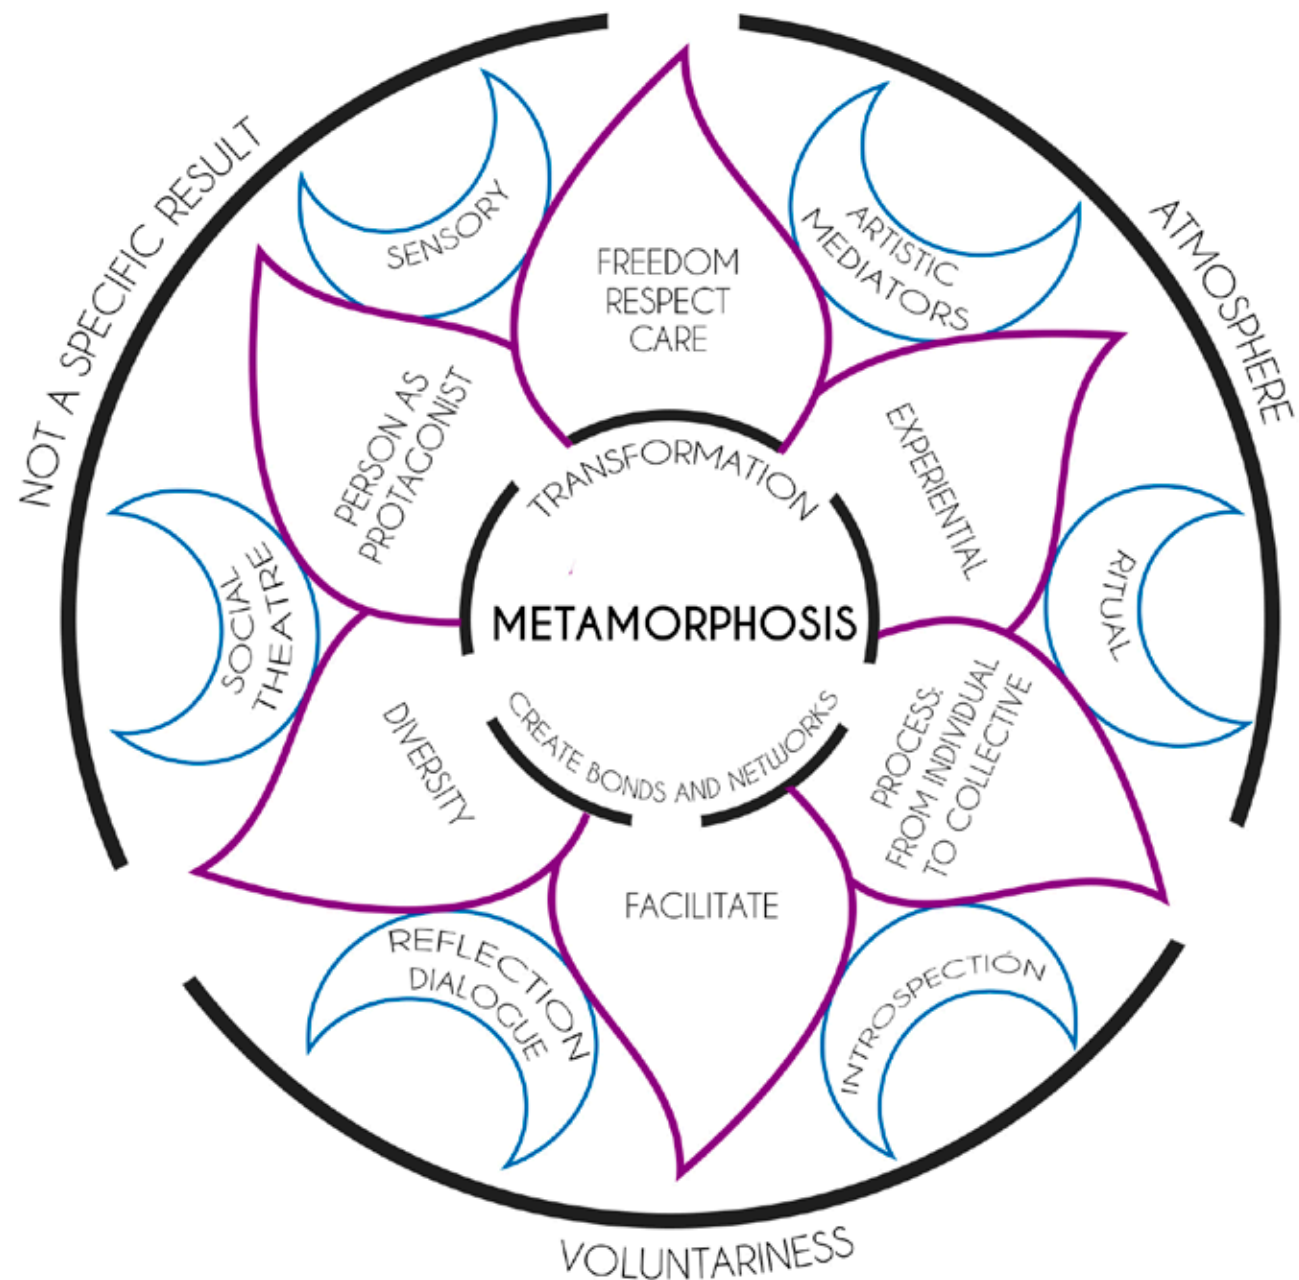 NOT A SPECIFIC RESULT
ATMOSPHERE
VOLUNTARINESS
SENSORY
ARTISTIC
MEDIATORS
RITUAL
INTROSPECTIÓN
REFLECTION
DIALOGUE
SOCIAL
THEATRE
FREEDOM
RESPECT
CARE
EXPERIENTIAL
PROCESS:
FROM INDIVIDUAL
TO COLLECTIVE
FACILITATE
DIVERSITY
PERSON AS
PROTAGONIST
TRANSFORMATION
METAMORPHOSIS
CREATE BONDS AND NETWORKS